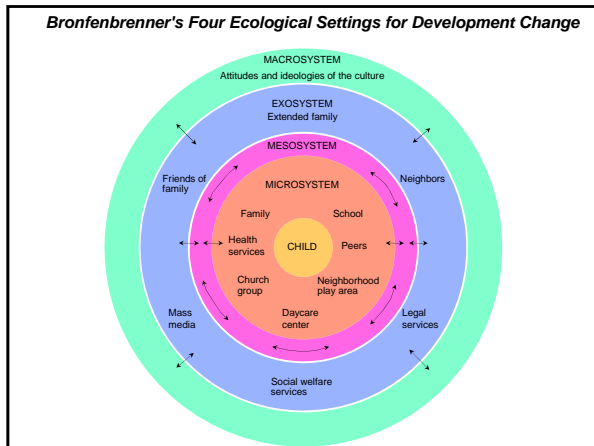 Bronfenbrenner's Four Ecological Settings for Development Change
MACROSYSTEM
Attitudes and ideologies of the culture
EXOSYSTEM
Extended family
MESOSYSTEM
Friends of
family
Neighbors
MICROSYSTEM
Family
School
Health
services
CHILD
Peers
Church
group
Neighborhood
play area
Mass
media
Daycare
center
Legal
services
Social welfare
services